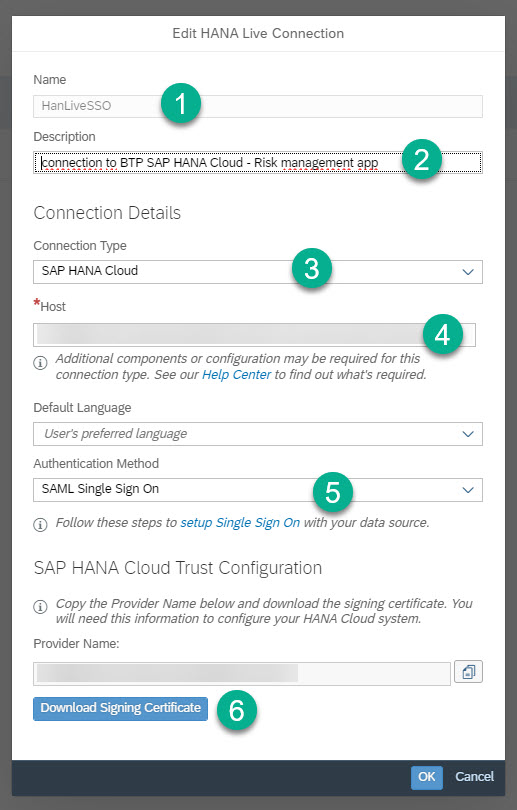 Edit HANA Live Connection
Name
HanLiveSSO
1
Description
connection to BTP SAP HANA Cloud - Risk management app
2
Connection Details
Connection Type
SAP HANA Cloud
3
*Host
4
Additional components or configuration may be required for this
connection type. See our Help Center to find out what's required.
Default Language
User's preferred language
Authentication Method
SAML Single Sign On
5
Follow these steps to setup Single Sign On with your data source.
SAP HANA Cloud Trust Configuration
Copy the Provider Name below and download the signing certificate. You
will need this information to configure your HANA Cloud system.
Provider Name:
Download Signing Certificate
6
OK Cancel